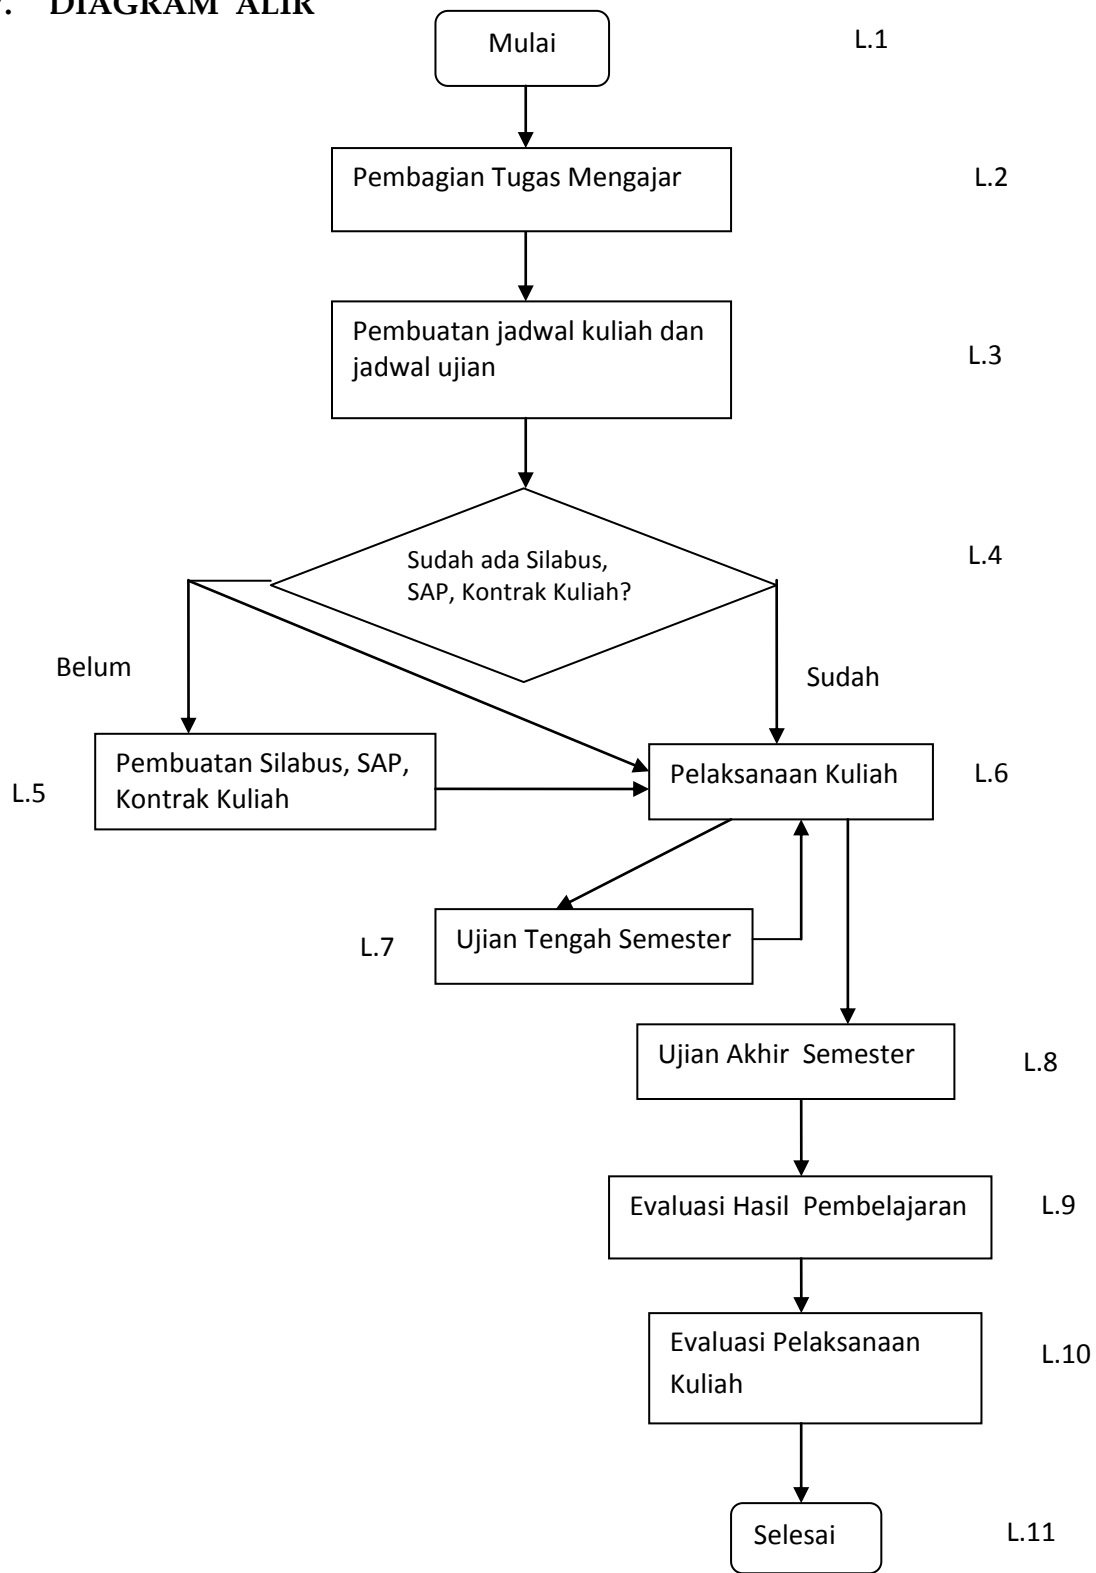 DIAGRAM ALIR
Mulai
L.1
Pembagian Tugas Mengajar
L.2
Pembuatan jadwal kuliah dan
jadwal ujian
L.3
Sudah ada Silabus,
SAP, Kontrak Kuliah?
L.4
Belum
Sudah
Pembuatan Silabus, SAP,
Kontrak Kuliah
L.5
Pelaksanaan Kuliah
L.6
Ujian Tengah Semester
L.7
Ujian Akhir Semester
L.8
Evaluasi Hasil Pembelajaran
L.9
Evaluasi Pelaksanaan
Kuliah
L.10
Selesai
L.11